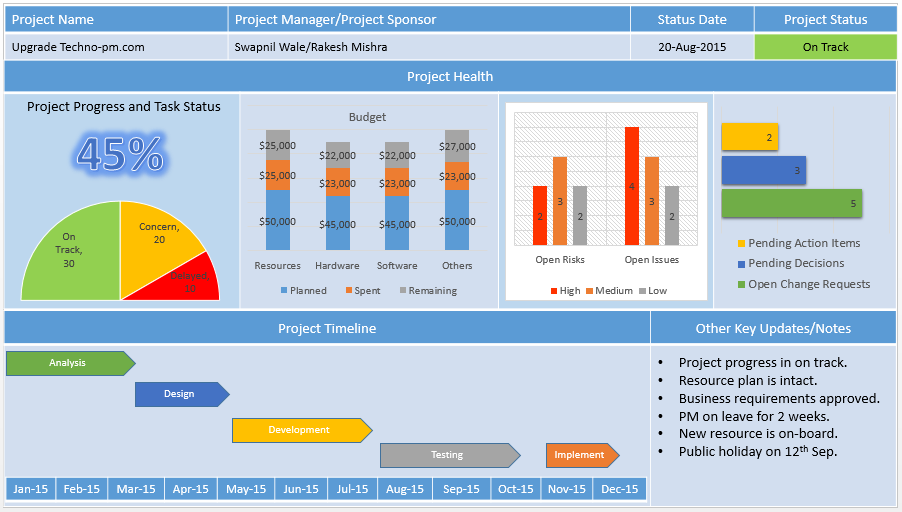 Project Name
Project Manager/Project Sponsor
Status Date
Project Status
Upgrade Techno-pm.com
Swapnil Wale/Rakesh Mishra
20-Aug-2015
On Track
Project Health
Project Progress and Task Status
45%
On
Track,
30
Concern,
20
Delayed,
10
Budget
$25,000
$22,000
$22,000
$27,000
$25,000
$23,000
$23,000
$23,000
$50,000
$45,000
$45,000
$50,000
Resources
Hardware
Software
Others
Planned
Spent
Remaining
2
3
2
4
3
2
Open Risks
Open Issues
High
Medium
Low
2
3
5
Pending Action Items
Pending Decisions
Open Change Requests
Project Timeline
Analysis
Design
Development
Testing
Implement
Jan-15
Feb-15
Mar-15
Apr-15
May-15
Jun-15
Jul-15
Aug-15
Sep-15
Oct-15
Nov-15
Dec-15
Other Key Updates/Notes
• Project progress in on track.
• Resource plan is intact.
• Business requirements approved.
• PM on leave for 2 weeks.
• New resource is on-board.
• Public holiday on 12th Sep.